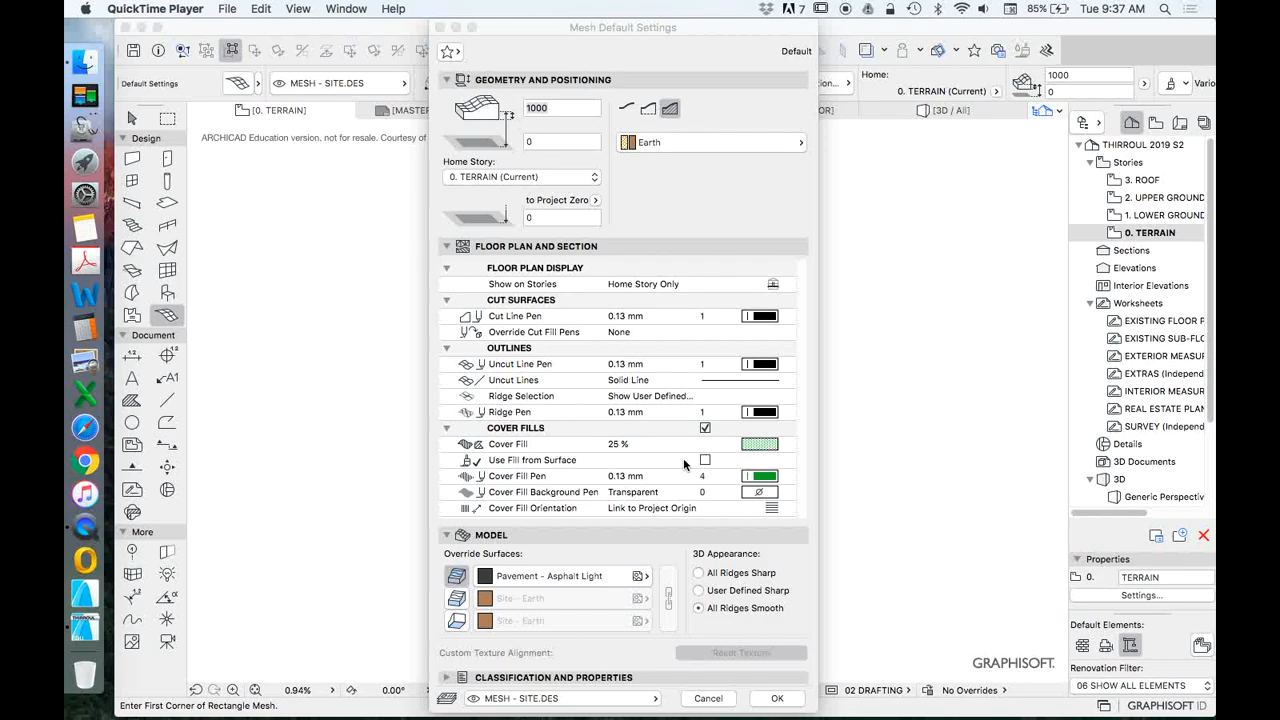 QuickTime Player File Edit View Window Help
7 85% Tue 9:37 AM
Mesh Default Settings
Default
Default Settings
MESH - SITE.DES
Home:
0. TERRAIN (Current)
1000
0
Vario
[0. TERRAIN]
[MASTER
OR]
[3D / All]
ARCHICAD Education version, not for resale. Courtesy of
Design
Document
1.2
1.2
A
A1
More
GEOMETRY AND POSITIONING
1000
0
Earth
Home Story:
0. TERRAIN (Current)
to Project Zero
0
FLOOR PLAN AND SECTION
FLOOR PLAN DISPLAY
Show on Stories Home Story Only
CUT SURFACES
Cut Line Pen 0.13 mm 1
Override Cut Fill Pens None
OUTLINES
Uncut Line Pen 0.13 mm 1
Uncut Lines Solid Line
Ridge Selection Show User Defined...
Ridge Pen 0.13 mm 1
COVER FILLS
Cover Fill 25 %
Use Fill from Surface
Cover Fill Pen 0.13 mm 4
Cover Fill Background Pen Transparent 0
Cover Fill Orientation Link to Project Origin
MODEL
Override Surfaces:
Pavement - Asphalt Light
Site - Earth
Site - Earth
3D Appearance:
All Ridges Sharp
User Defined Sharp
All Ridges Smooth
Custom Texture Alignment:
Reset Texture
CLASSIFICATION AND PROPERTIES
MESH - SITE.DES
Cancel
OK
THIRROUL 2019 S2
Stories
3. ROOF
2. UPPER GROUND
1. LOWER GROUND
0. TERRAIN
Sections
Elevations
Interior Elevations
Worksheets
EXISTING FLOOR F
EXISTING SUB-FL
EXTERIOR MEASUR
EXTRAS (Independ
INTERIOR MEASUR
REAL ESTATE PLAN
SURVEY (Independ
Details
3D Documents
3D
Generic Perspectiv
Properties
0. TERRAIN
Settings...
Default Elements:
Renovation Filter:
06 SHOW ALL ELEMENTS
GRAPHISOFT.
0.94% 0.00°
02 DRAFTING
No Overrides
Enter First Corner of Rectangle Mesh.
GRAPHISOFT ID